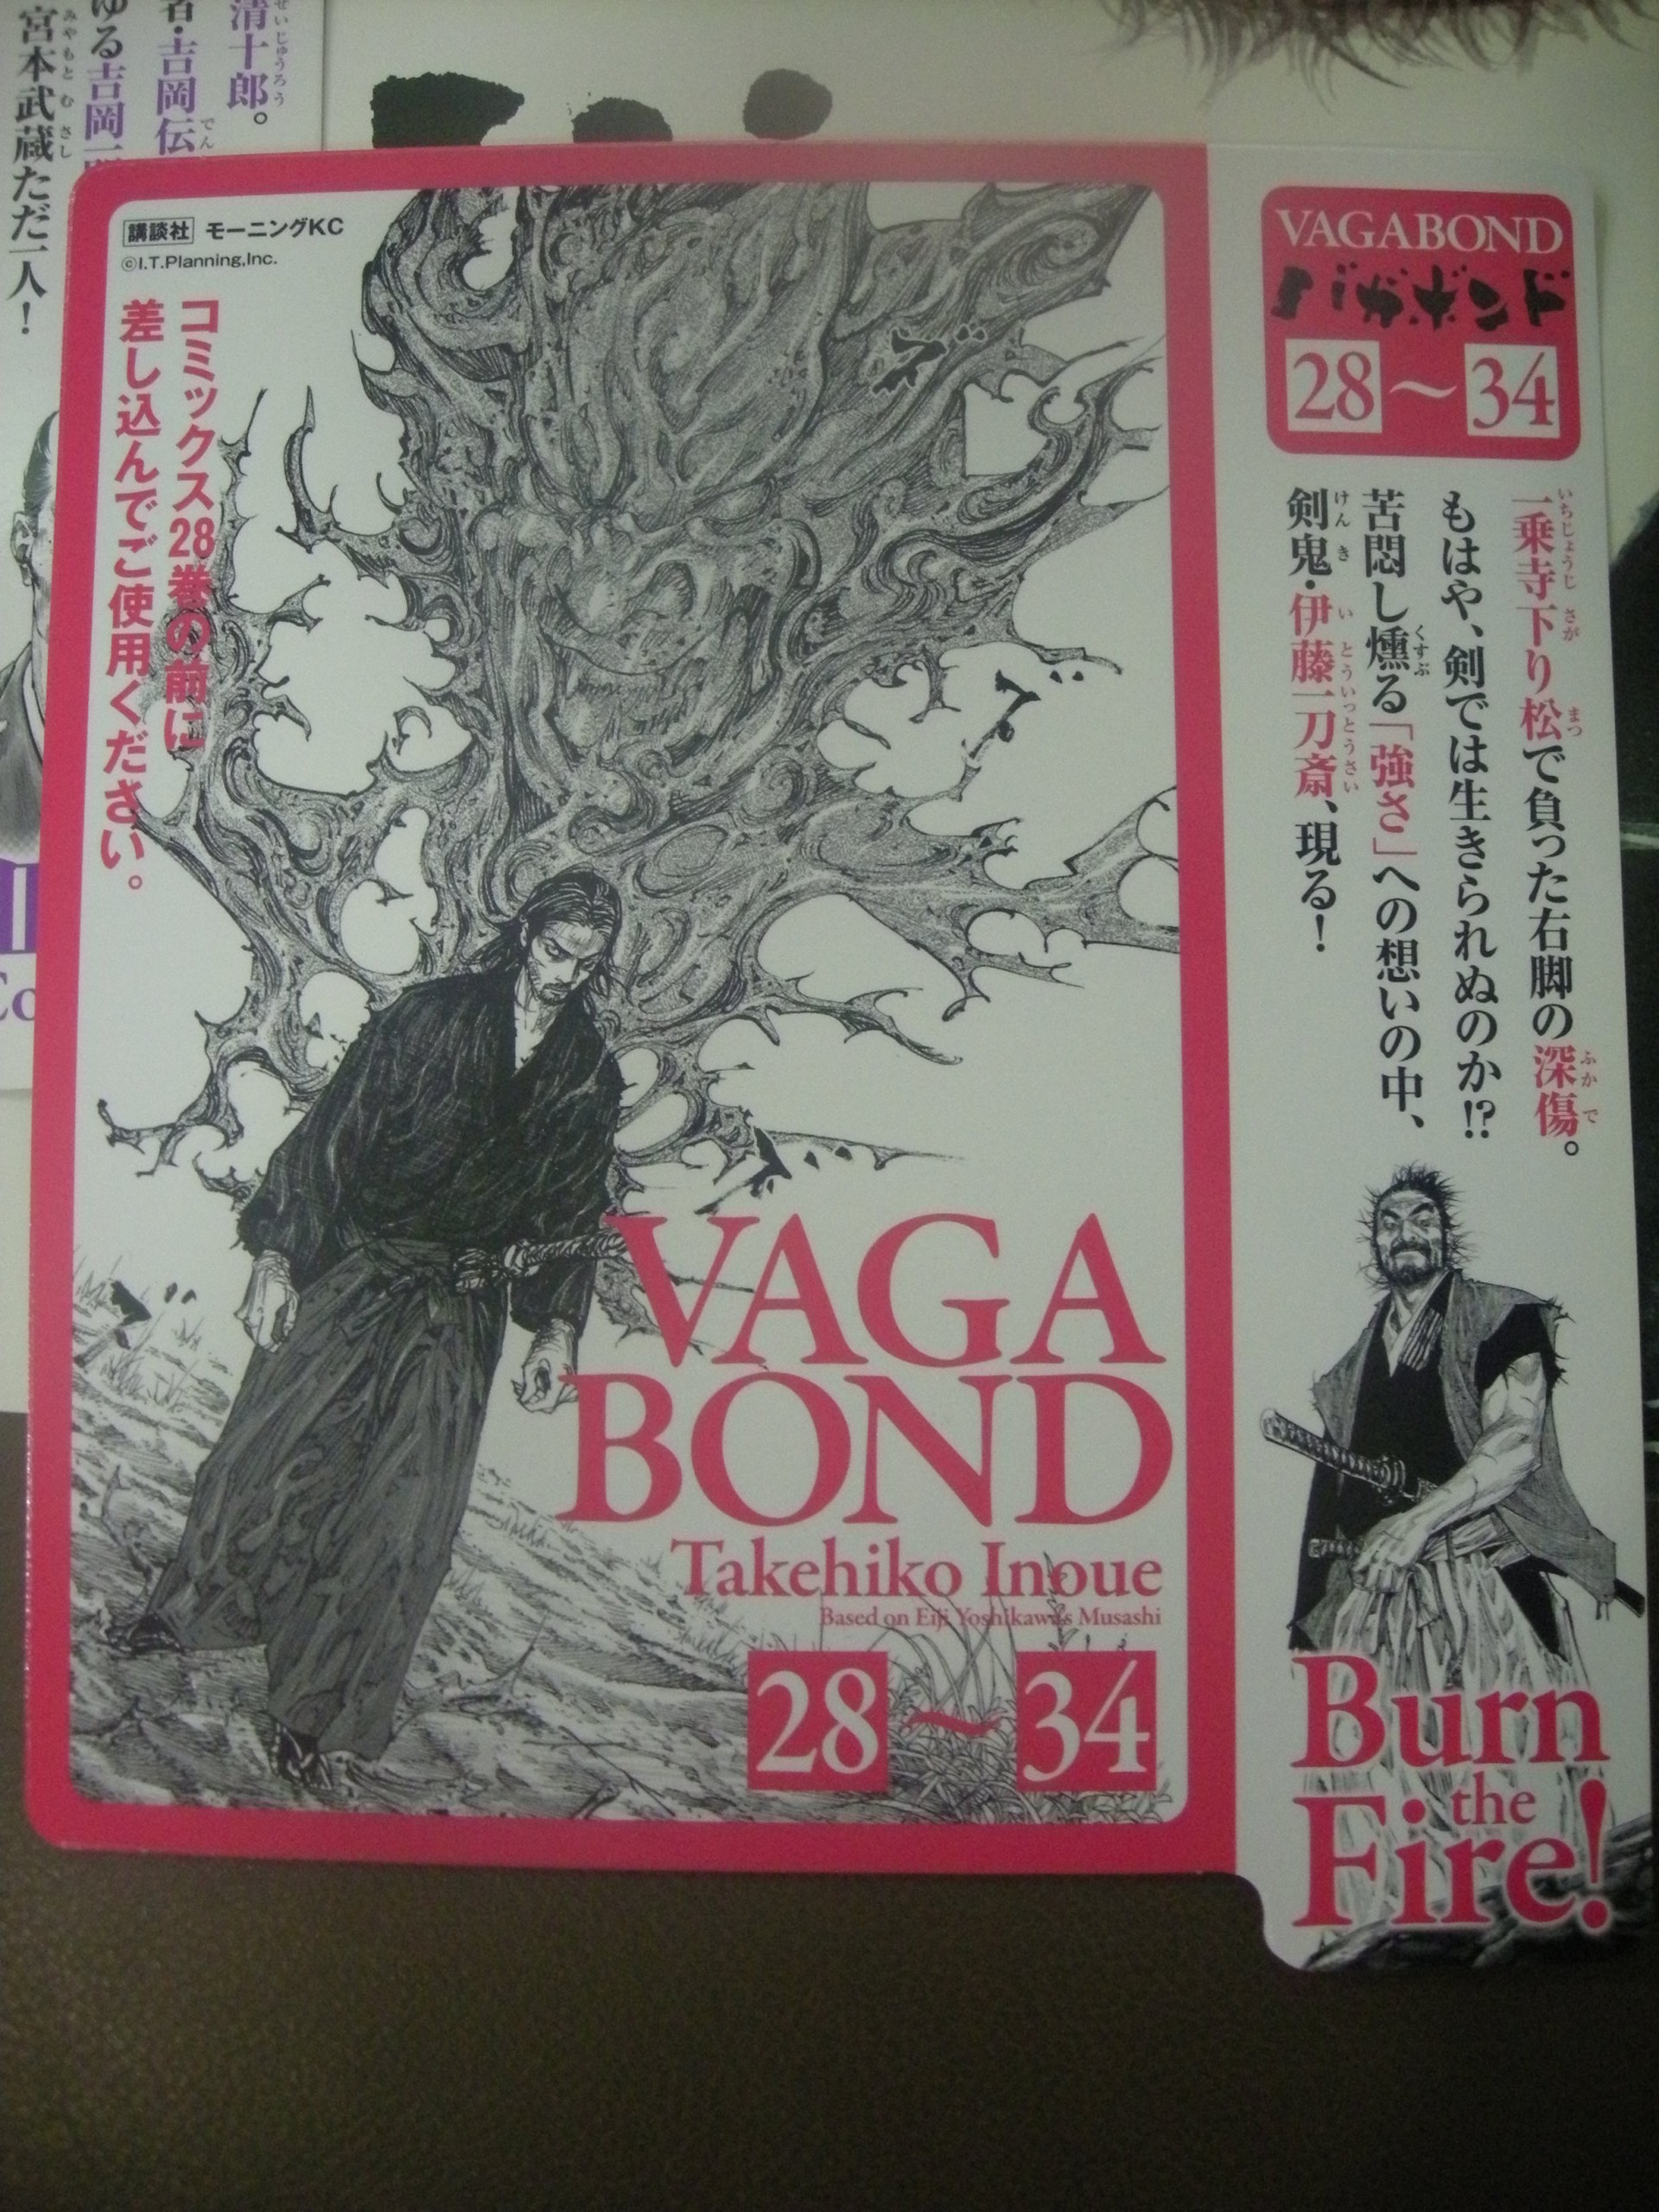 清十郎。
者・吉岡伝
ゆる吉岡一
宮本武蔵ただ一人！
講談社 モーニングKC
©I.T.Planning,Inc.
コミックス28巻の前に
差し込んでご使用ください。
VAGA
BOND
Takehiko Inoue
Based on Eiji Yoshikawa's Musashi
28〜34
VAGABOND
バガボンド
28〜34
一乗寺下り松で負った右脚の深傷。
もはや、剣では生きられぬのか!?
苦悶し燻る「強さ」への想いの中、
剣鬼・伊藤一刀斎、現る！
Burn
the
Fire!